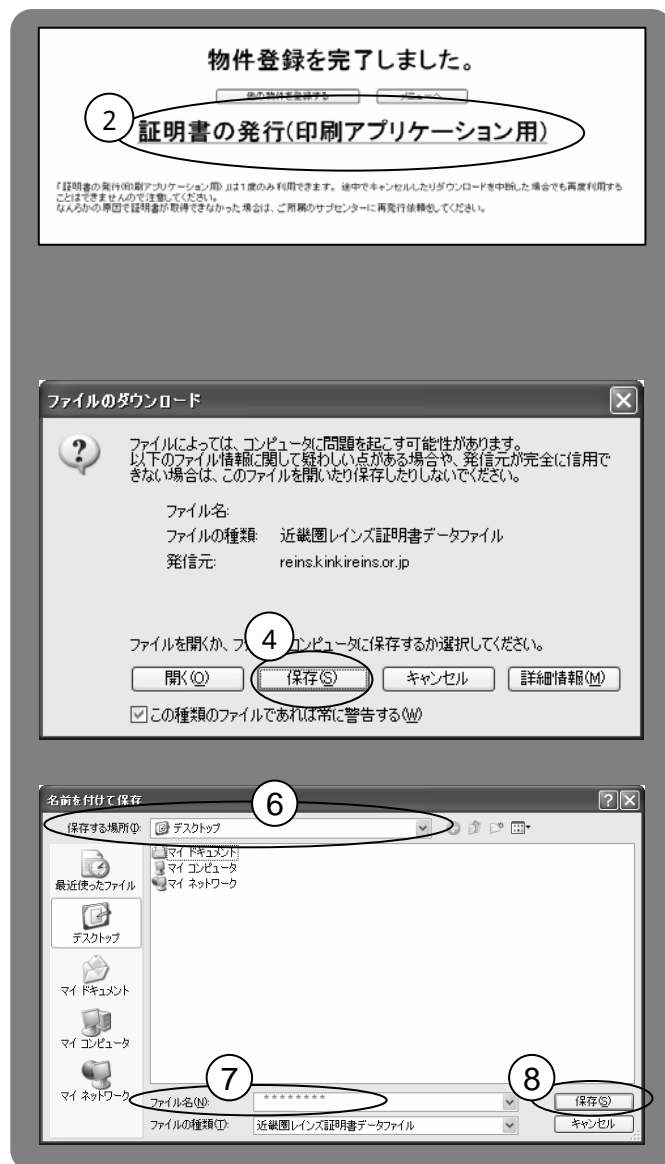 物件登録を完了しました。
他の物件を登録する メニューへ
2
証明書の発行(印刷アプリケーション用)
「証明書の発行(印刷アプリケーション用)」は1度のみ利用できます。途中でキャンセルしたりダウンロードを中断した場合でも再度利用する
ことはできませんので注意してください。
なんらかの原因で証明書が取得できなかった場合は、ご所属のサブセンターに再発行依頼をしてください。
ファイルのダウンロード
ファイルによっては、コンピュータに問題を起こす可能性があります。
以下のファイル情報に関して疑わしい点がある場合や、発信元が完全に信用で
きない場合は、このファイルを開いたり保存したりしないでください。
ファイル名:
ファイルの種類: 近畿圏レインズ証明書データファイル
発信元: reins.kinkireins.or.jp
ファイルを開くか、フ 4 コンピュータに保存するか選択してください。
開く(O) 保存(S) キャンセル 詳細情報(M)
この種類のファイルであれば常に警告する(W)
名前を付けて保存
6
保存する場所(I): デスクトップ
マイ ドキュメント
マイ コンピュータ
マイ ネットワーク
最近使ったファイル
デスクトップ
マイ ドキュメント
マイ コンピュータ
マイ ネットワーク
7
8
ファイル名(N): ******** 保存(S)
ファイルの種類(T): 近畿圏レインズ証明書データファイル キャンセル